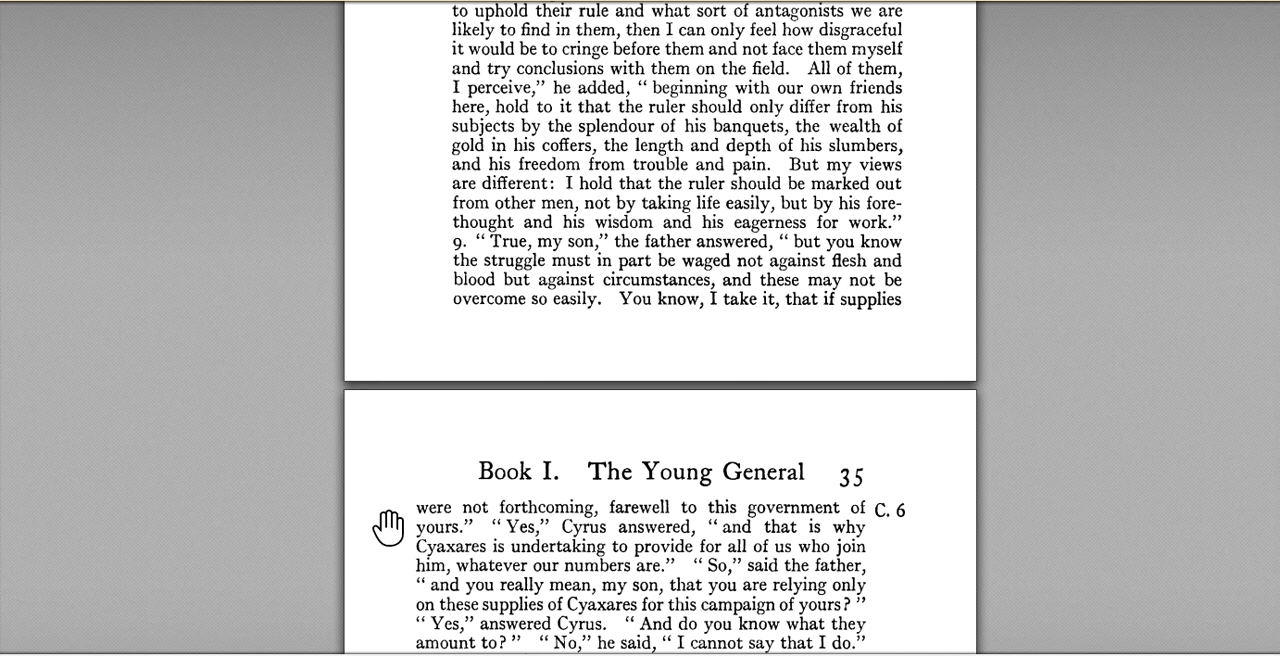 to uphold their rule and what sort of antagonists we are
likely to find in them, then I can only feel how disgraceful
it would be to cringe before them and not face them myself
and try conclusions with them on the field. All of them,
I perceive,” he added, “ beginning with our own friends
here, hold to it that the ruler should only differ from his
subjects by the splendour of his banquets, the wealth of
gold in his coffers, the length and depth of his slumbers,
and his freedom from trouble and pain. But my views
are different: I hold that the ruler should be marked out
from other men, not by taking life easily, but by his fore-
thought and his wisdom and his eagerness for work.”
9. “ True, my son,” the father answered, “ but you know
the struggle must in part be waged not against flesh and
blood but against circumstances, and these may not be
overcome so easily. You know, I take it, that if supplies
Book I. The Young General 35
were not forthcoming, farewell to this government of C. 6
yours.” “ Yes,” Cyrus answered, “ and that is why
Cyaxares is undertaking to provide for all of us who join
him, whatever our numbers are.” “ So,” said the father,
“ and you really mean, my son, that you are relying only
on these supplies of Cyaxares for this campaign of yours? ”
“ Yes,” answered Cyrus. “ And do you know what they
amount to? ” “ No,” he said, “ I cannot say that I do.”